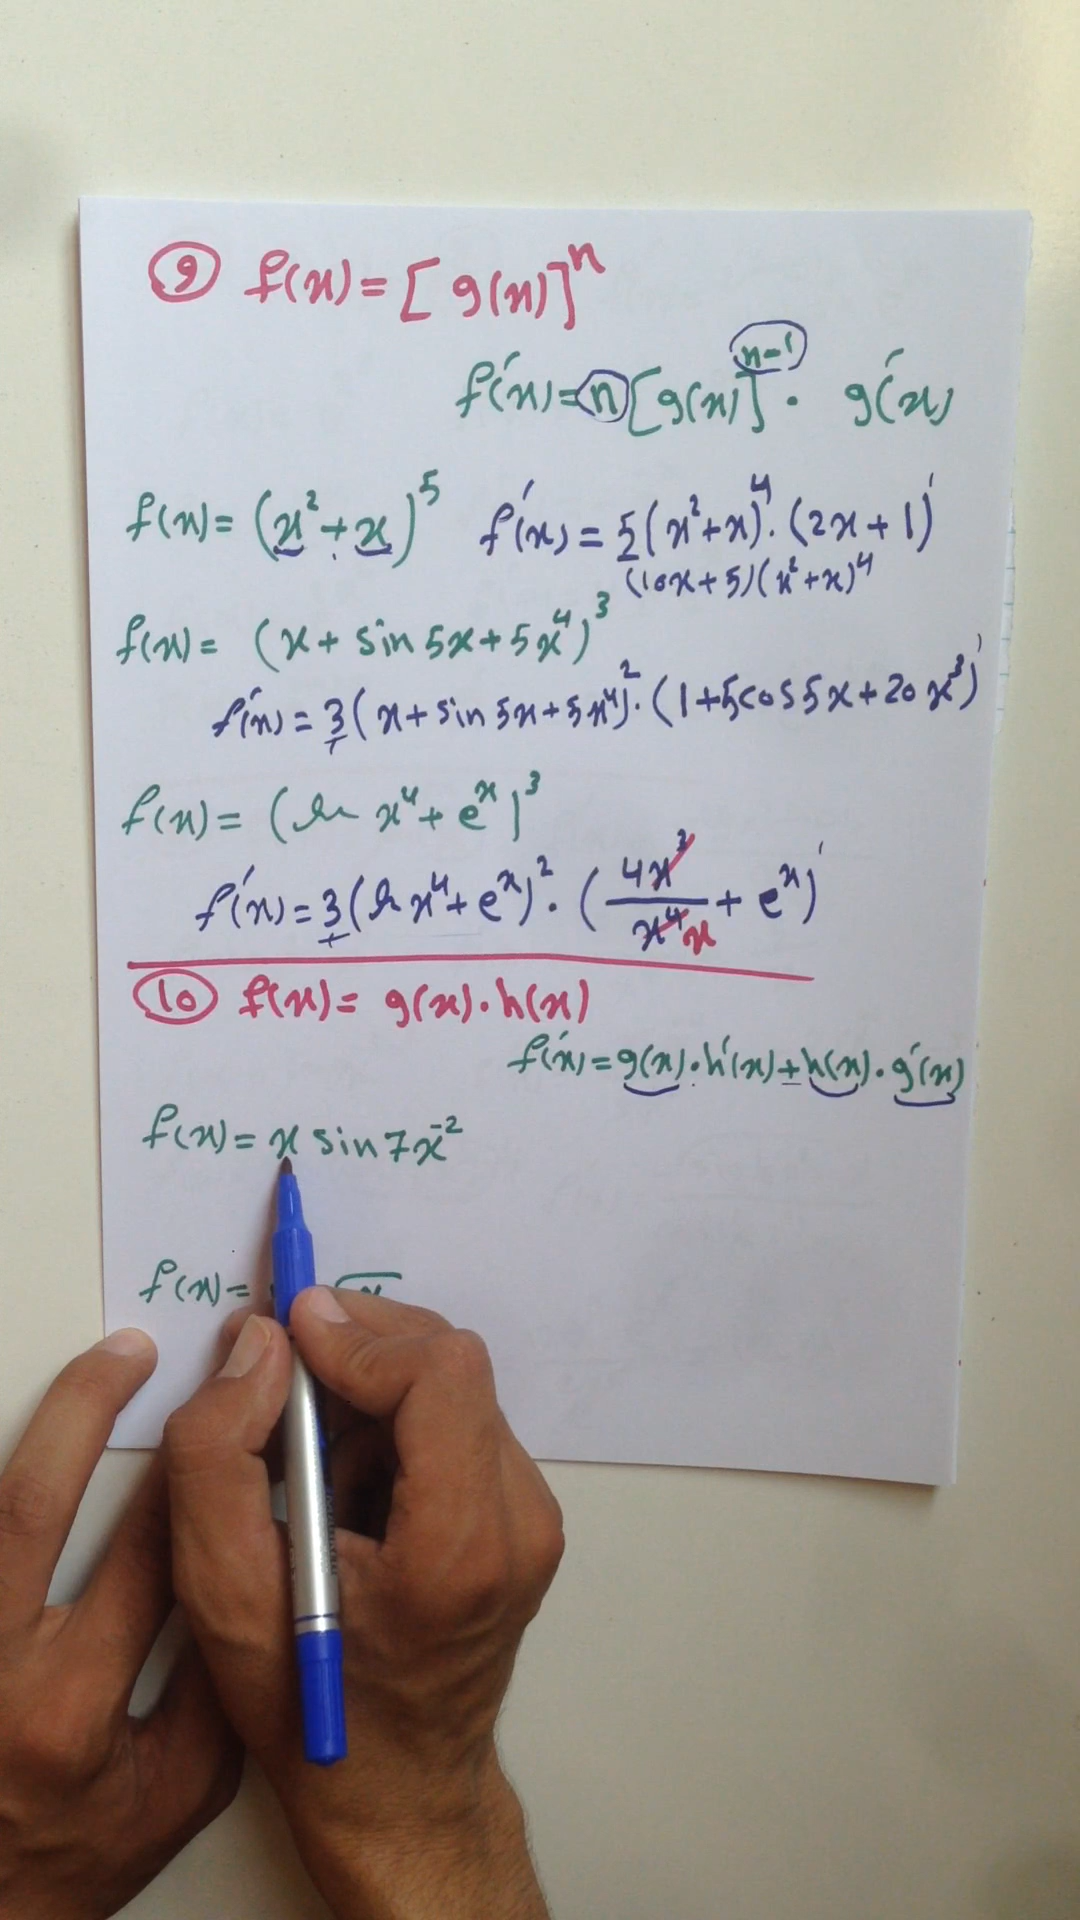 ⑨ f(x) = [g(x)]ⁿ
f'(x) = n[g(x)]ⁿ⁻¹ · g'(x)
f(x) = (x² + x)⁵ f'(x) = 5(x² + x)⁴ · (2x + 1)'
(10x + 5)(x² + x)⁴
f(x) = (x + sin 5x + 5x⁴)³
f'(x) = 3(x + sin 5x + 5x⁴)² · (1 + 5cos 5x + 20x³)'
f(x) = (ln x⁴ + eˣ)³
f'(x) = 3(ln x⁴ + eˣ)² · (4x³/x⁴ x + eˣ)'
⑩ f(x) = g(x) · h(x)
f'(x) = g(x) · h'(x) + h(x) · g'(x)
f(x) = x sin 7x⁻²
f(x) =